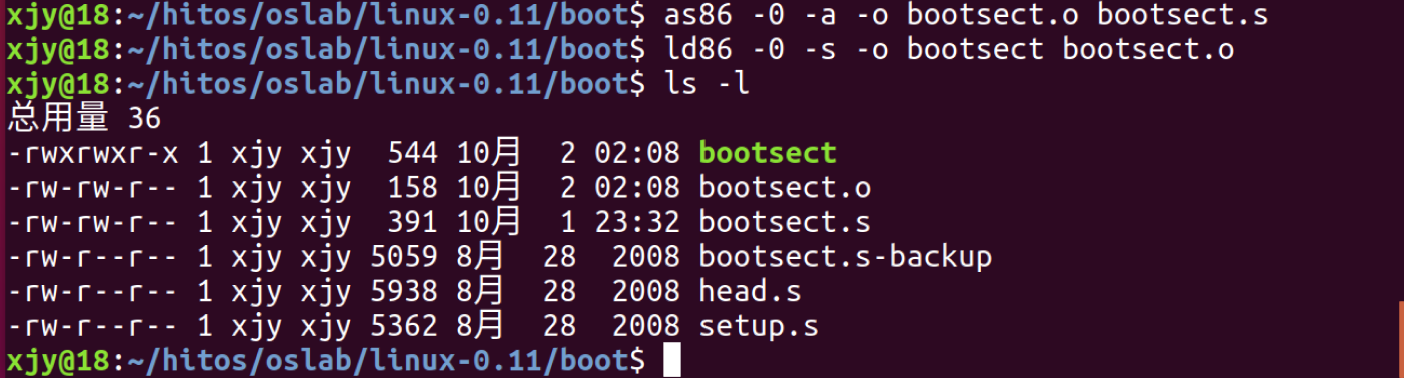 xjy@18:~/hitos/oslab/linux-0.11/boot$ as86 -0 -a -o bootsect.o bootsect.s
xjy@18:~/hitos/oslab/linux-0.11/boot$ ld86 -0 -s -o bootsect bootsect.o
xjy@18:~/hitos/oslab/linux-0.11/boot$ ls -l
总用量 36
-rwxrwxr-x 1 xjy xjy  544 10月  2 02:08 bootsect
-rw-rw-r-- 1 xjy xjy  158 10月  2 02:08 bootsect.o
-rw-rw-r-- 1 xjy xjy  391 10月  1 23:32 bootsect.s
-rw-r--r-- 1 xjy xjy 5059 8月  28  2008 bootsect.s-backup
-rw-r--r-- 1 xjy xjy 5938 8月  28  2008 head.s
-rw-r--r-- 1 xjy xjy 5362 8月  28  2008 setup.s
xjy@18:~/hitos/oslab/linux-0.11/boot$